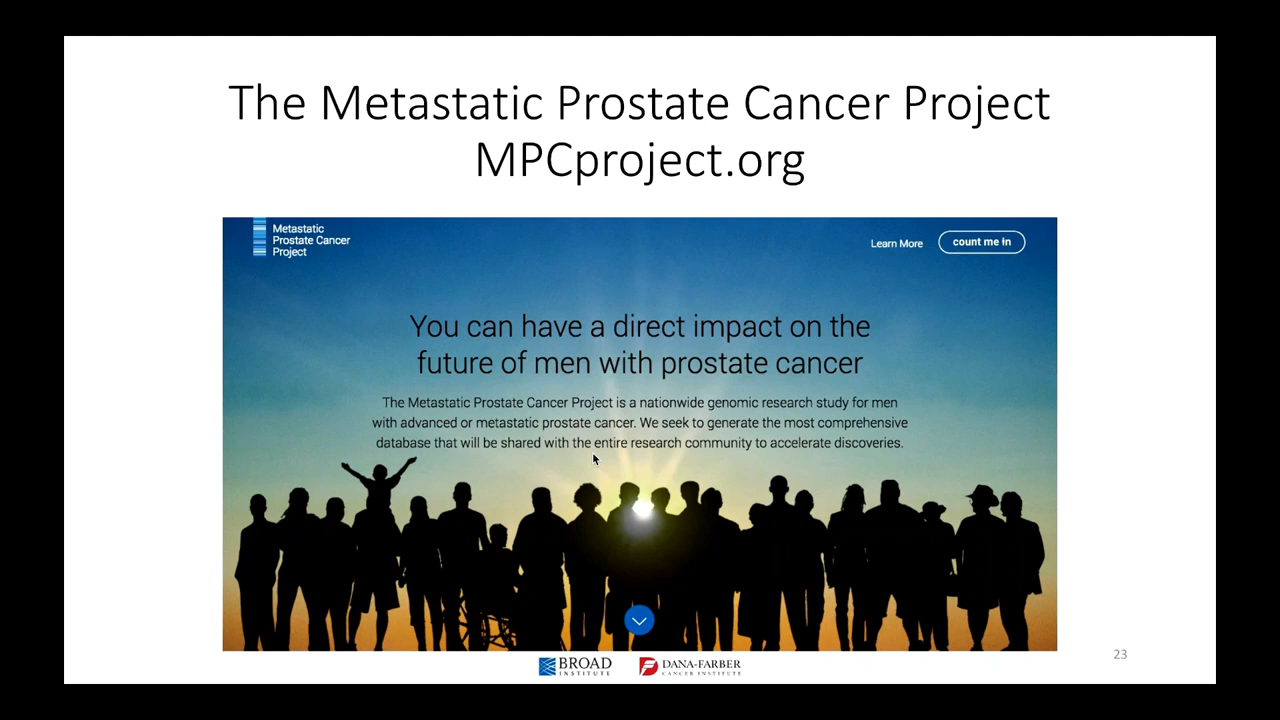 The Metastatic Prostate Cancer Project
MPCproject.org
Metastatic
Prostate Cancer
Project
Learn More
count me in
You can have a direct impact on the
future of men with prostate cancer
The Metastatic Prostate Cancer Project is a nationwide genomic research study for men
with advanced or metastatic prostate cancer. We seek to generate the most comprehensive
database that will be shared with the entire research community to accelerate discoveries.
BROAD
INSTITUTE
DANA-FARBER
CANCER INSTITUTE
23